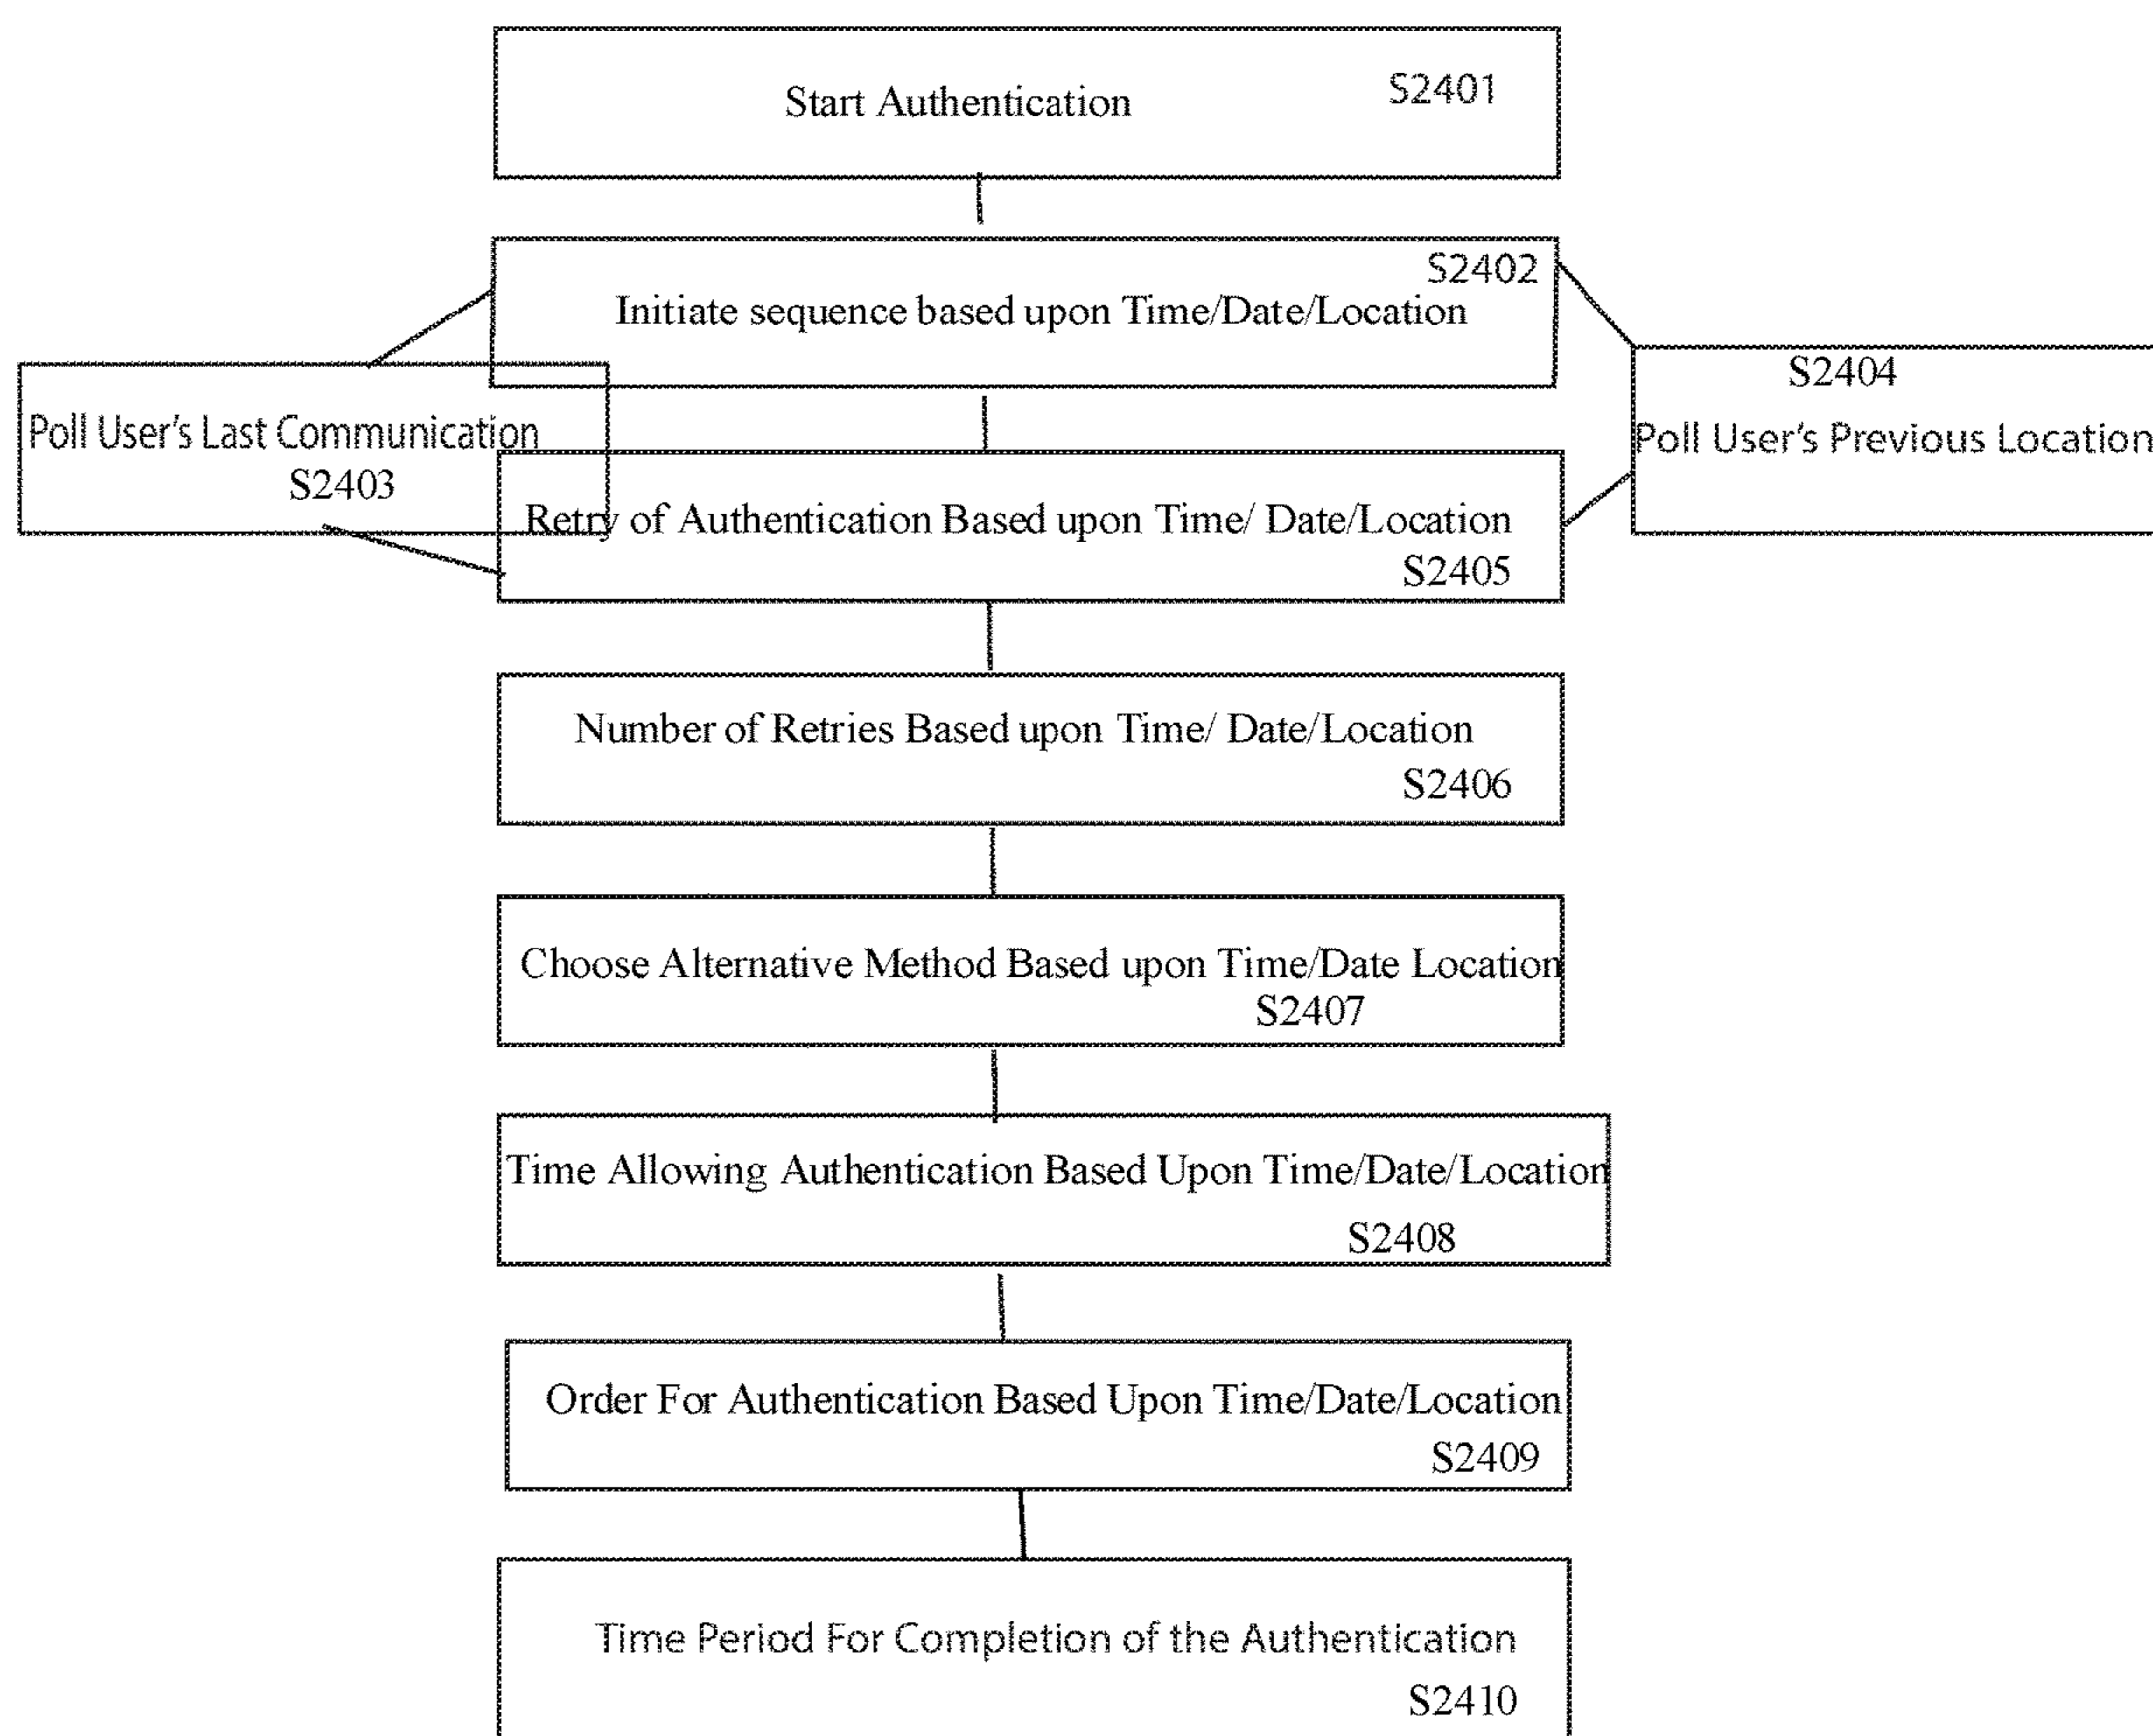 Start Authentication
S2401
S2402
Initiate sequence based upon Time/Date/Location
Poll User's Last Communication
S2403
S2404
Poll User's Previous Location
Retry of Authentication Based upon Time/ Date/Location
S2405
Number of Retries Based upon Time/ Date/Location
S2406
Choose Alternative Method Based upon Time/Date Location
S2407
Time Allowing Authentication Based Upon Time/Date/Location
S2408
Order For Authentication Based Upon Time/Date/Location
S2409
Time Period For Completion of the Authentication
S2410